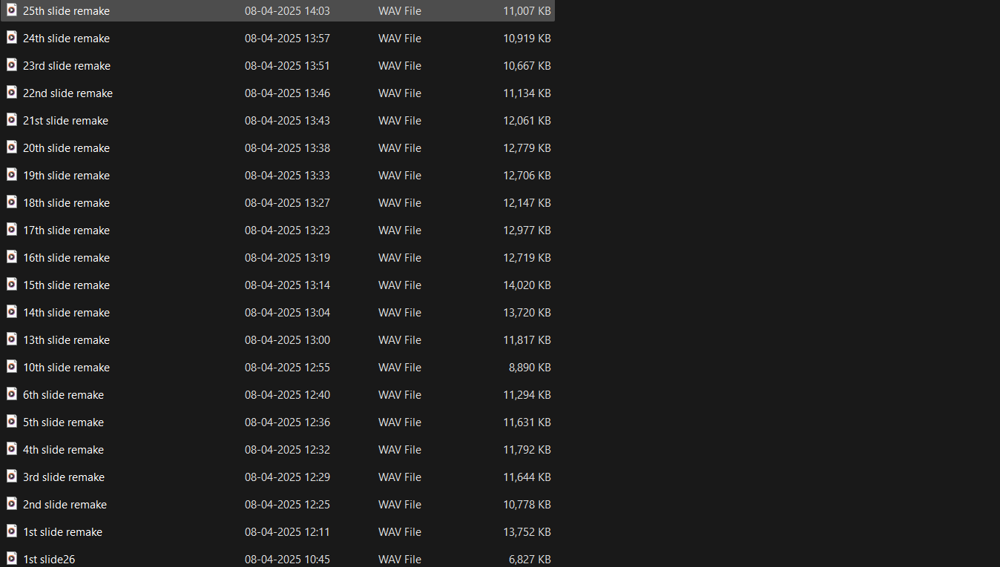 25th slide remake 08-04-2025 14:03 WAV File 11,007 KB
24th slide remake 08-04-2025 13:57 WAV File 10,919 KB
23rd slide remake 08-04-2025 13:51 WAV File 10,667 KB
22nd slide remake 08-04-2025 13:46 WAV File 11,134 KB
21st slide remake 08-04-2025 13:43 WAV File 12,061 KB
20th slide remake 08-04-2025 13:38 WAV File 12,779 KB
19th slide remake 08-04-2025 13:33 WAV File 12,706 KB
18th slide remake 08-04-2025 13:27 WAV File 12,147 KB
17th slide remake 08-04-2025 13:23 WAV File 12,977 KB
16th slide remake 08-04-2025 13:19 WAV File 12,719 KB
15th slide remake 08-04-2025 13:14 WAV File 14,020 KB
14th slide remake 08-04-2025 13:04 WAV File 13,720 KB
13th slide remake 08-04-2025 13:00 WAV File 11,817 KB
10th slide remake 08-04-2025 12:55 WAV File 8,890 KB
6th slide remake 08-04-2025 12:40 WAV File 11,294 KB
5th slide remake 08-04-2025 12:36 WAV File 11,631 KB
4th slide remake 08-04-2025 12:32 WAV File 11,792 KB
3rd slide remake 08-04-2025 12:29 WAV File 11,644 KB
2nd slide remake 08-04-2025 12:25 WAV File 10,778 KB
1st slide remake 08-04-2025 12:11 WAV File 13,752 KB
1st slide26 08-04-2025 10:45 WAV File 6,827 KB